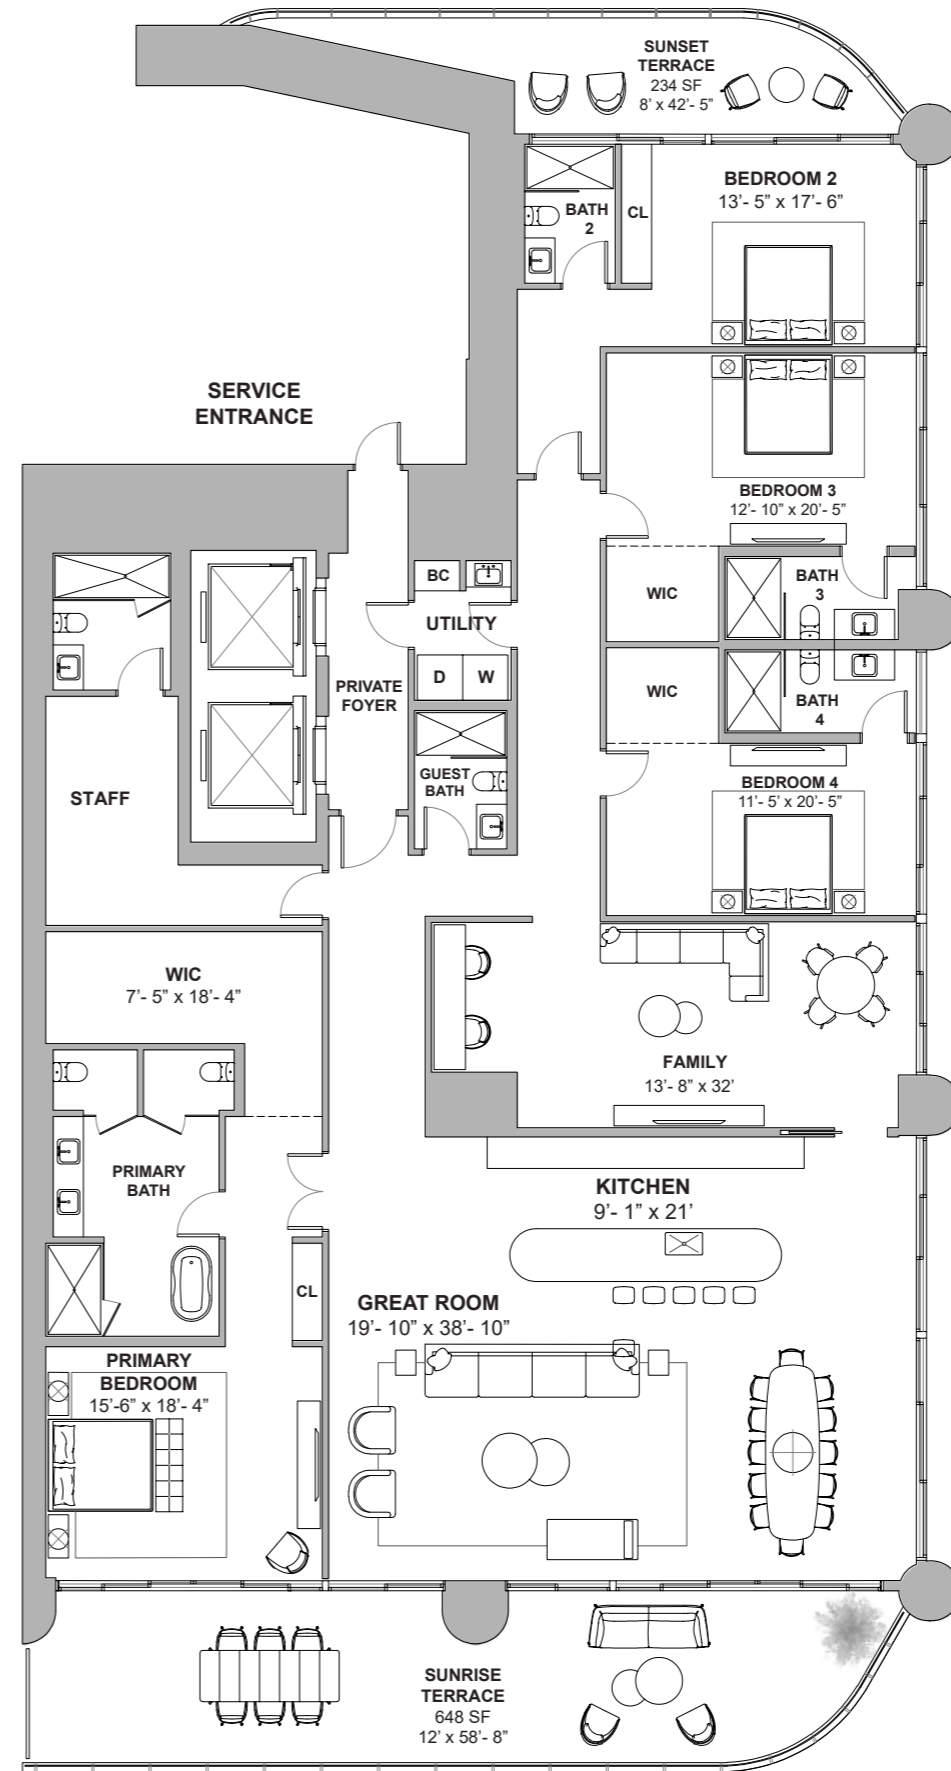 SUNSET
TERRACE
234 SF
8' x 42'- 5”
BEDROOM 2
13'- 5” x 17'- 6”
BATH
2
CL
SERVICE
ENTRANCE
BEDROOM 3
12'- 10” x 20'- 5”
BC
UTILITY
D
W
WIC
BATH
3
PRIVATE
FOYER
WIC
BATH
4
GUEST
BATH
STAFF
BEDROOM 4
11'- 5' x 20'- 5”
WIC
7'- 5” x 18'- 4”
FAMILY
13'- 8” x 32'
PRIMARY
BATH
KITCHEN
9'- 1” x 21'
CL
GREAT ROOM
19'- 10” x 38'- 10”
PRIMARY
BEDROOM
15'-6” x 18'- 4”
SUNRISE
TERRACE
648 SF
12' x 58'- 8”